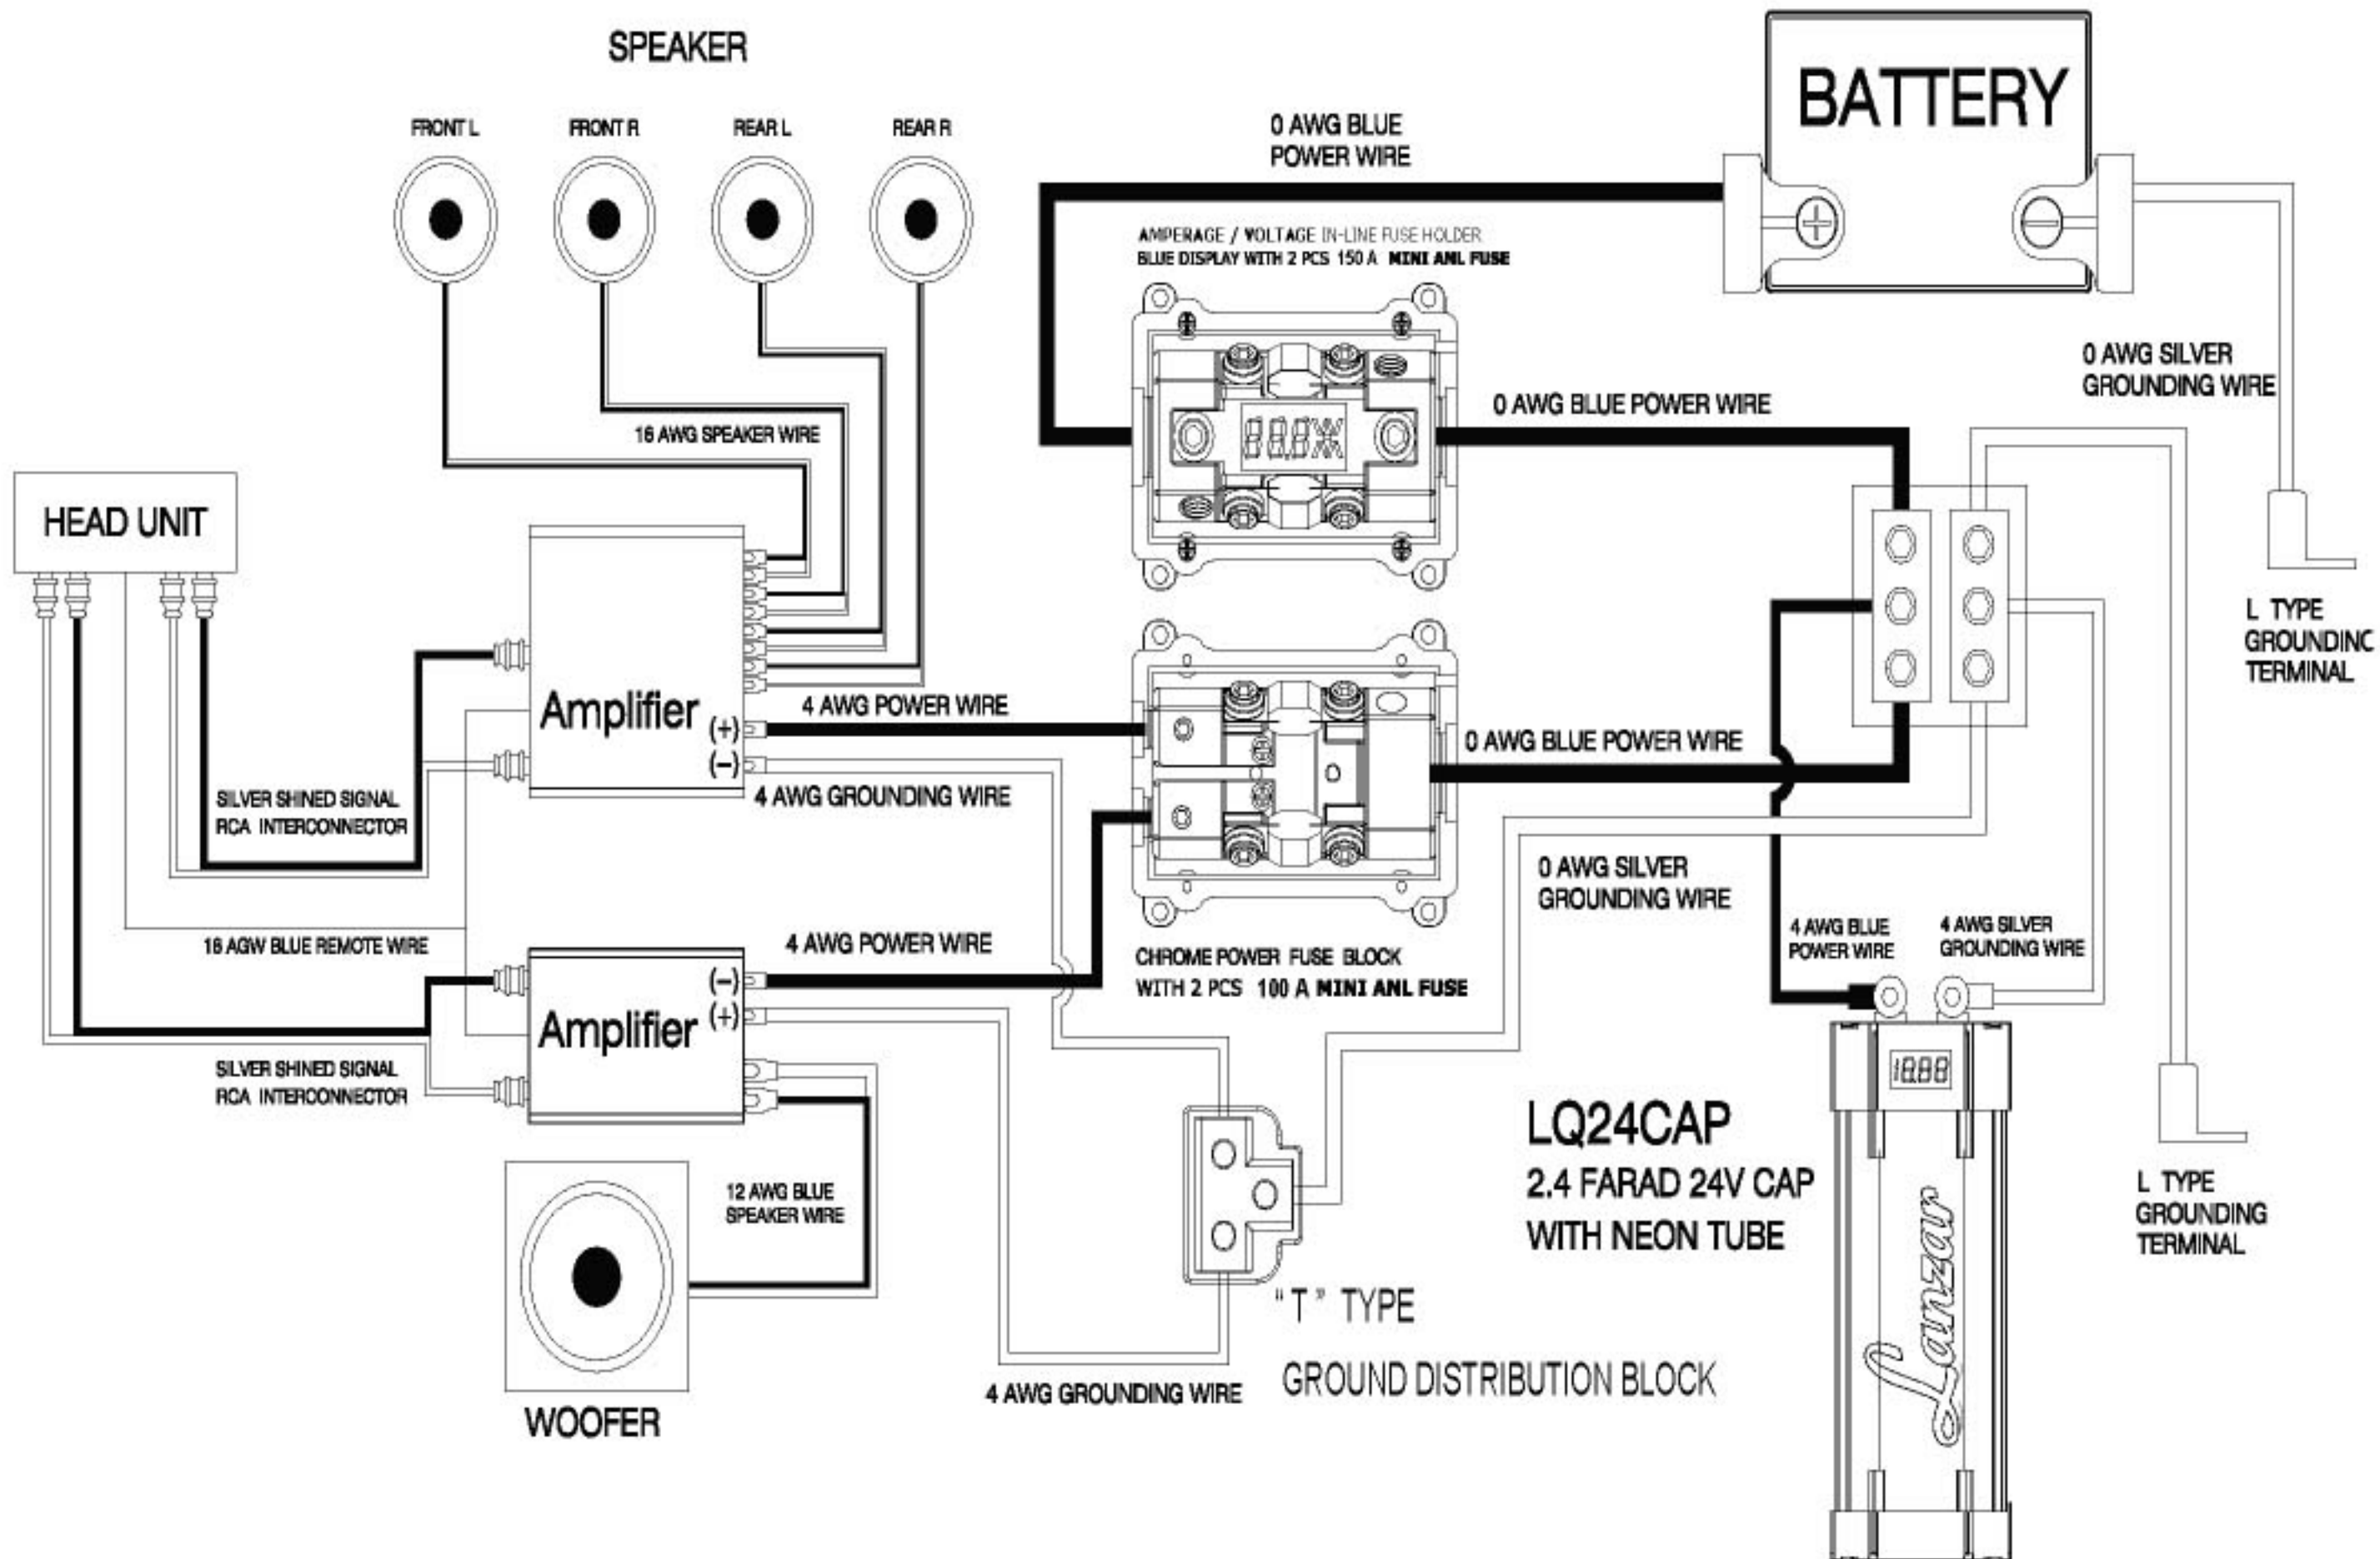 SPEAKER
FRONT L
FRONT R
REAR L
REAR R
0 AWG BLUE
POWER WIRE
BATTERY
AMPERAGE / VOLTAGE IN-LINE FUSE HOLDER
BLUE DISPLAY WITH 2 PCS 150 A MINI ANL FUSE
0 AWG SILVER
GROUNDING WIRE
0 AWG BLUE POWER WIRE
16 AWG SPEAKER WIRE
HEAD UNIT
L TYPE
GROUNDING
TERMINAL
Amplifier
(+)
(-)
4 AWG POWER WIRE
0 AWG BLUE POWER WIRE
4 AWG GROUNDING WIRE
SILVER SHINED SIGNAL
RCA INTERCONNECTOR
0 AWG SILVER
GROUNDING WIRE
16 AGW BLUE REMOTE WIRE
4 AWG POWER WIRE
CHROME POWER FUSE BLOCK
WITH 2 PCS 100 A MINI ANL FUSE
4 AWG BLUE
POWER WIRE
4 AWG SILVER
GROUNDING WIRE
Amplifier
(-)
(+)
SILVER SHINED SIGNAL
RCA INTERCONNECTOR
LQ24CAP
2.4 FARAD 24V CAP
WITH NEON TUBE
12 AWG BLUE
SPEAKER WIRE
L TYPE
GROUNDING
TERMINAL
Lanzar
"T" TYPE
GROUND DISTRIBUTION BLOCK
4 AWG GROUNDING WIRE
WOOFER